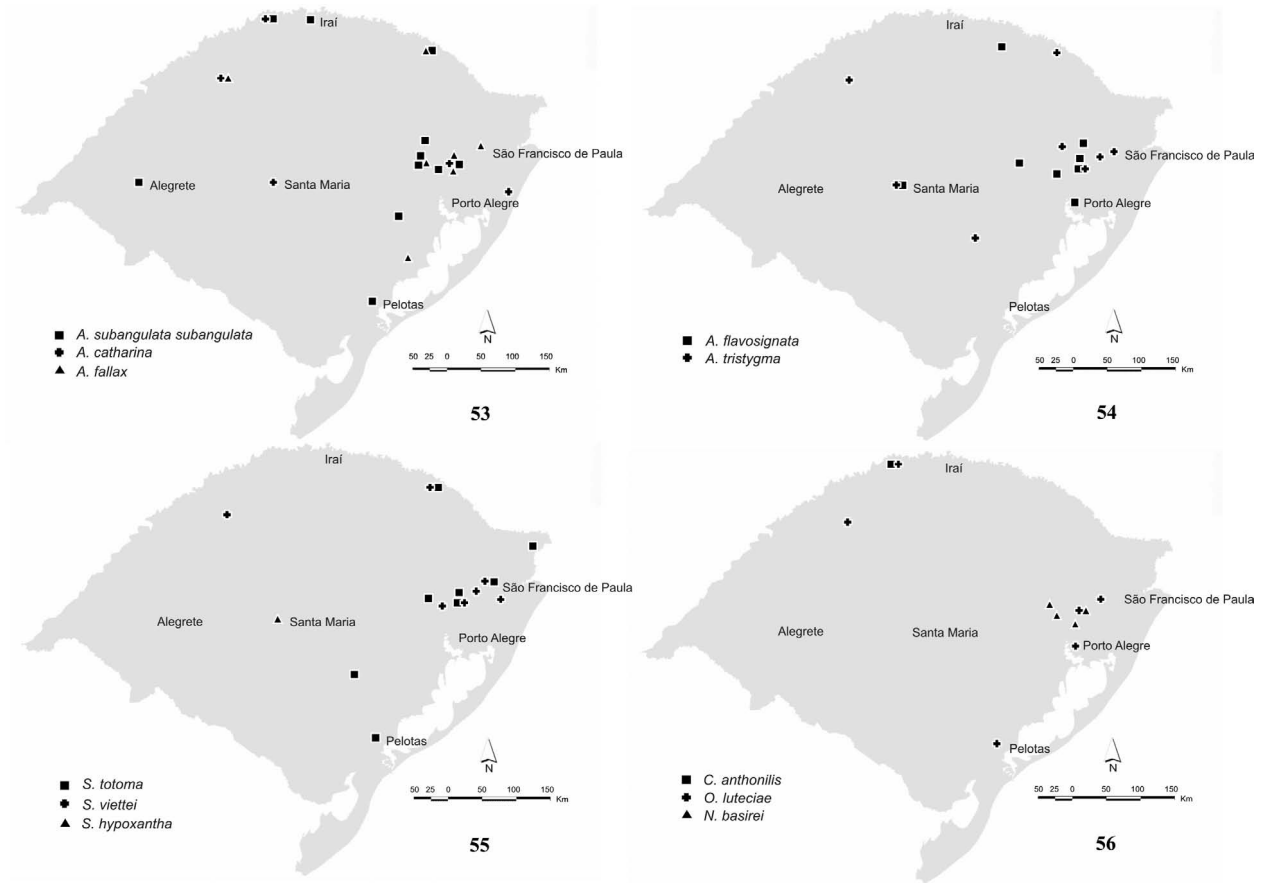 Iraí
São Francisco de Paula
Alegrete
Santa Maria
Porto Alegre
Pelotas
A. subangulata subangulata
A. catharina
A. fallax
N
50 25 0 50 100 150
Km
53
Iraí
São Francisco de Paula
Alegrete
Santa Maria
Porto Alegre
Pelotas
A. flavosignata
A. tristygma
N
50 25 0 50 100 150
Km
54
Iraí
São Francisco de Paula
Alegrete
Santa Maria
Porto Alegre
Pelotas
S. totoma
S. viettei
S. hypoxantha
N
50 25 0 50 100 150
Km
55
Iraí
São Francisco de Paula
Alegrete
Santa Maria
Porto Alegre
Pelotas
C. anthonilis
O. luteciae
N. basirei
N
50 25 0 50 100 150
Km
56